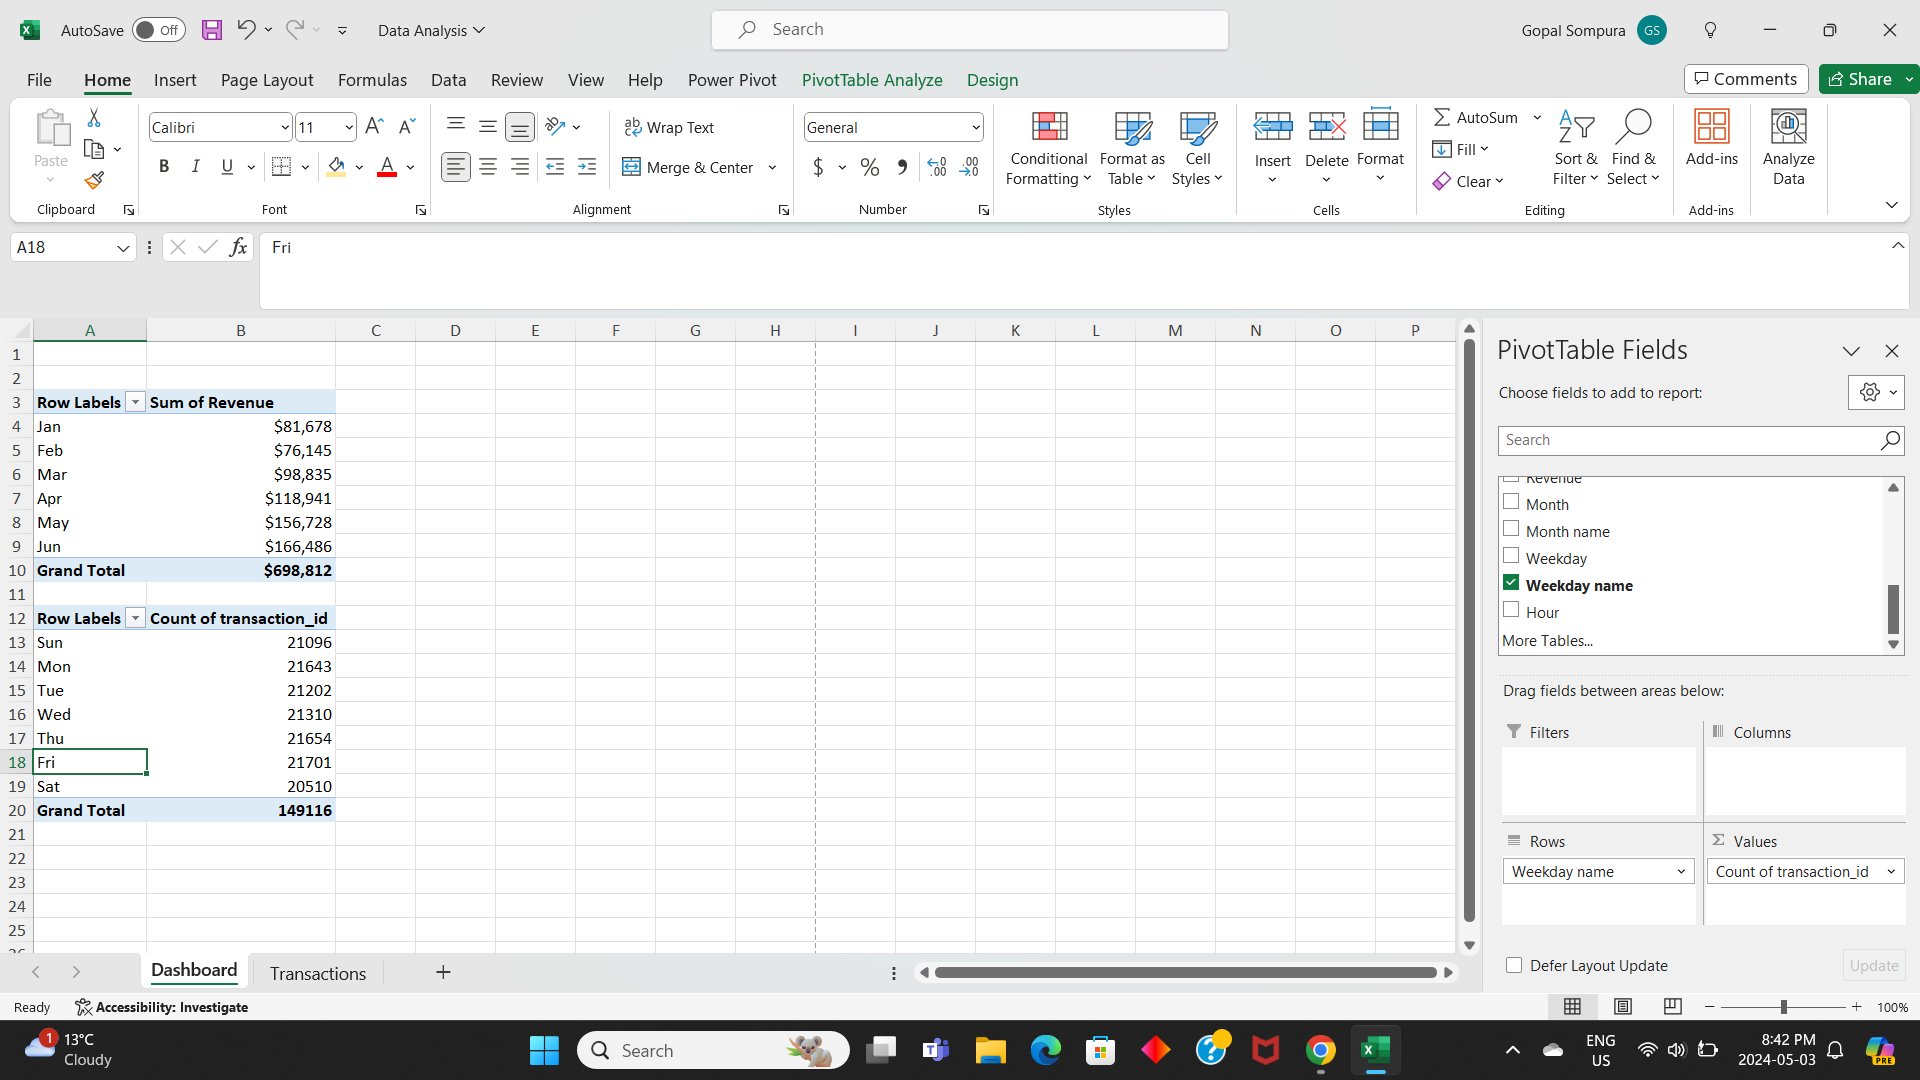 AutoSave Off Data Analysis Search Gopal Sompura GS
File Home Insert Page Layout Formulas Data Review View Help Power Pivot PivotTable Analyze Design Comments Share
Paste Calibri 11 Wrap Text General Conditional Formatting Format as Table Cell Styles Insert Delete Format AutoSum Sort & Filter Find & Select Add-ins Analyze Data
B I U A Merge & Center $ % Fill
Clear
Clipboard Font Alignment Number Styles Cells Editing Add-ins
A18 fx Fri
A B C D E F G H I J K L M N O P
1
2
3 Row Labels Sum of Revenue
4 Jan $81,678
5 Feb $76,145
6 Mar $98,835
7 Apr $118,941
8 May $156,728
9 Jun $166,486
10 Grand Total $698,812
11
12 Row Labels Count of transaction_id
13 Sun 21096
14 Mon 21643
15 Tue 21202
16 Wed 21310
17 Thu 21654
18 Fri 21701
19 Sat 20510
20 Grand Total 149116
21
22
23
24
25
26
PivotTable Fields
Choose fields to add to report:
Search
Revenue
Month
Month name
Weekday
Weekday name
Hour
More Tables...
Drag fields between areas below:
Filters Columns
Rows Values
Weekday name Count of transaction_id
Defer Layout Update Update
Dashboard Transactions
Ready Accessibility: Investigate 100%
1 13°C
Cloudy
Search
ENG
US
8:42 PM
2024-05-03
PRE